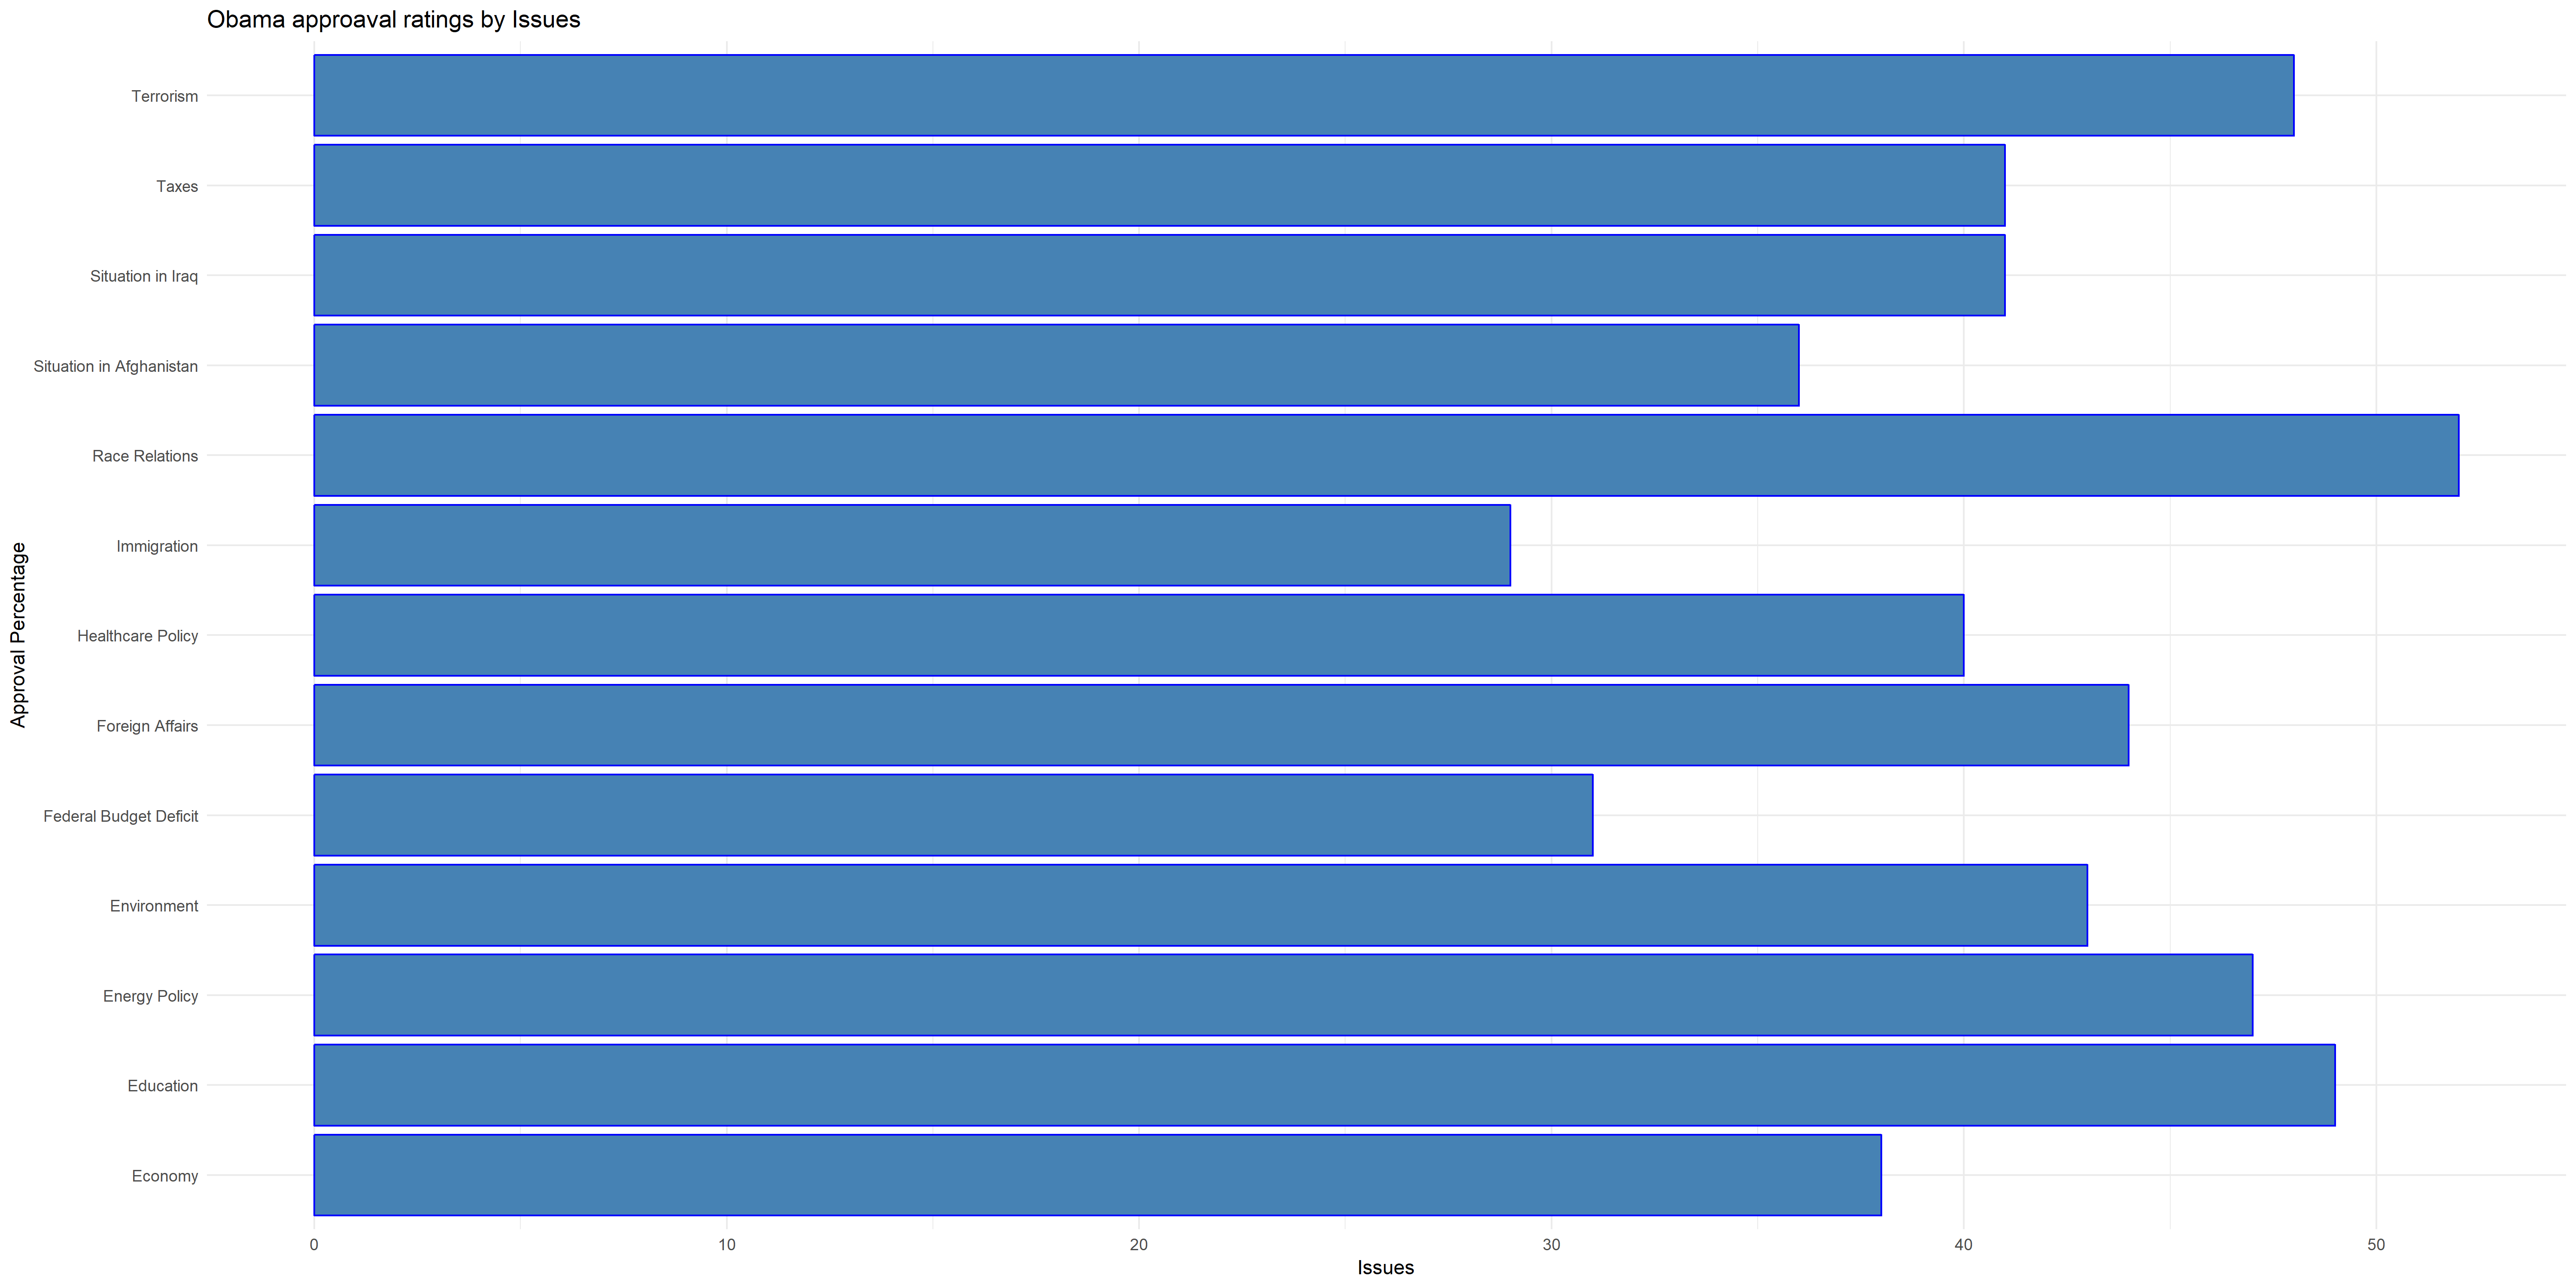 Obama approaval ratings by Issues
Terrorism
Taxes
Situation in Iraq
Situation in Afghanistan
Race Relations
Immigration
Healthcare Policy
Foreign Affairs
Federal Budget Deficit
Environment
Energy Policy
Education
Economy
Approval Percentage
0 10 20 30 40 50
Issues